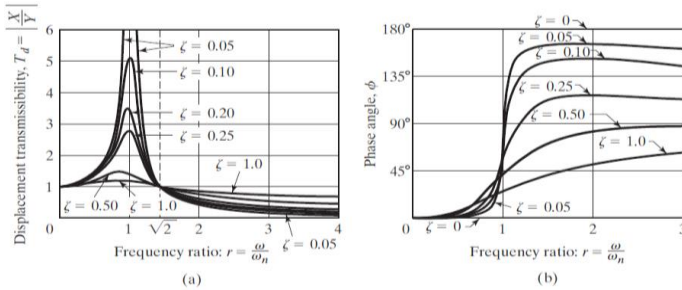 Displacement transmissibility, T_d = |X/Y|
6
5
4
3
2
1
0
ζ = 0.05
ζ = 0.10
ζ = 0.20
ζ = 0.25
ζ = 1.0
ζ = 0.50
ζ = 1.0
ζ = 0.05
1 √2 2 3 4
Frequency ratio: r = ω/ω_n
(a)
Phase angle, ϕ
180°
135°
90°
45°
0
ζ = 0
ζ = 0.05
ζ = 0.10
ζ = 0.25
ζ = 0.50
ζ = 1.0
ζ = 0.05
ζ = 0
1 2 3
Frequency ratio: r = ω/ω_n
(b)